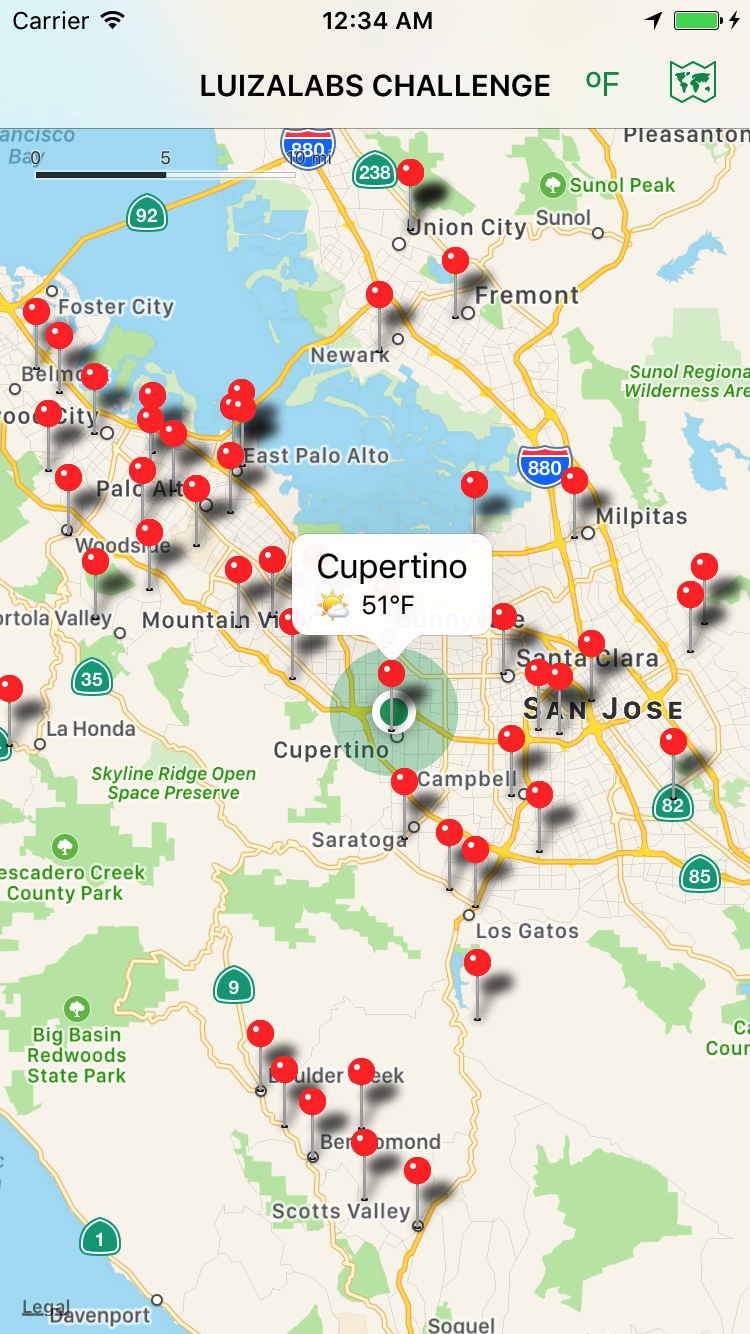 Carrier
12:34 AM
LUIZALABS CHALLENGE
ºF
ancisco
Bay
0
5
10 mi
880
238
Pleasanton
92
Sunol Peak
Union City
Sunol
Foster City
Fremont
Newark
Belmont
Sunol Regiona
Wilderness Are
ood City
East Palo Alto
880
Palo Alt
Milpitas
Woodside
Cupertino
51°F
ortola Valley
Mountain Vi
Sunnyvale
Santa Clara
35
SAN JOSE
La Honda
Cupertino
Skyline Ridge Open
Space Preserve
Campbell
82
Saratoga
escadero Creek
County Park
85
Los Gatos
9
Big Basin
Redwoods
State Park
Ca
Coun
Boulder Creek
Ben Lomond
Scotts Valley
1
Legal
Davenport
Soquel